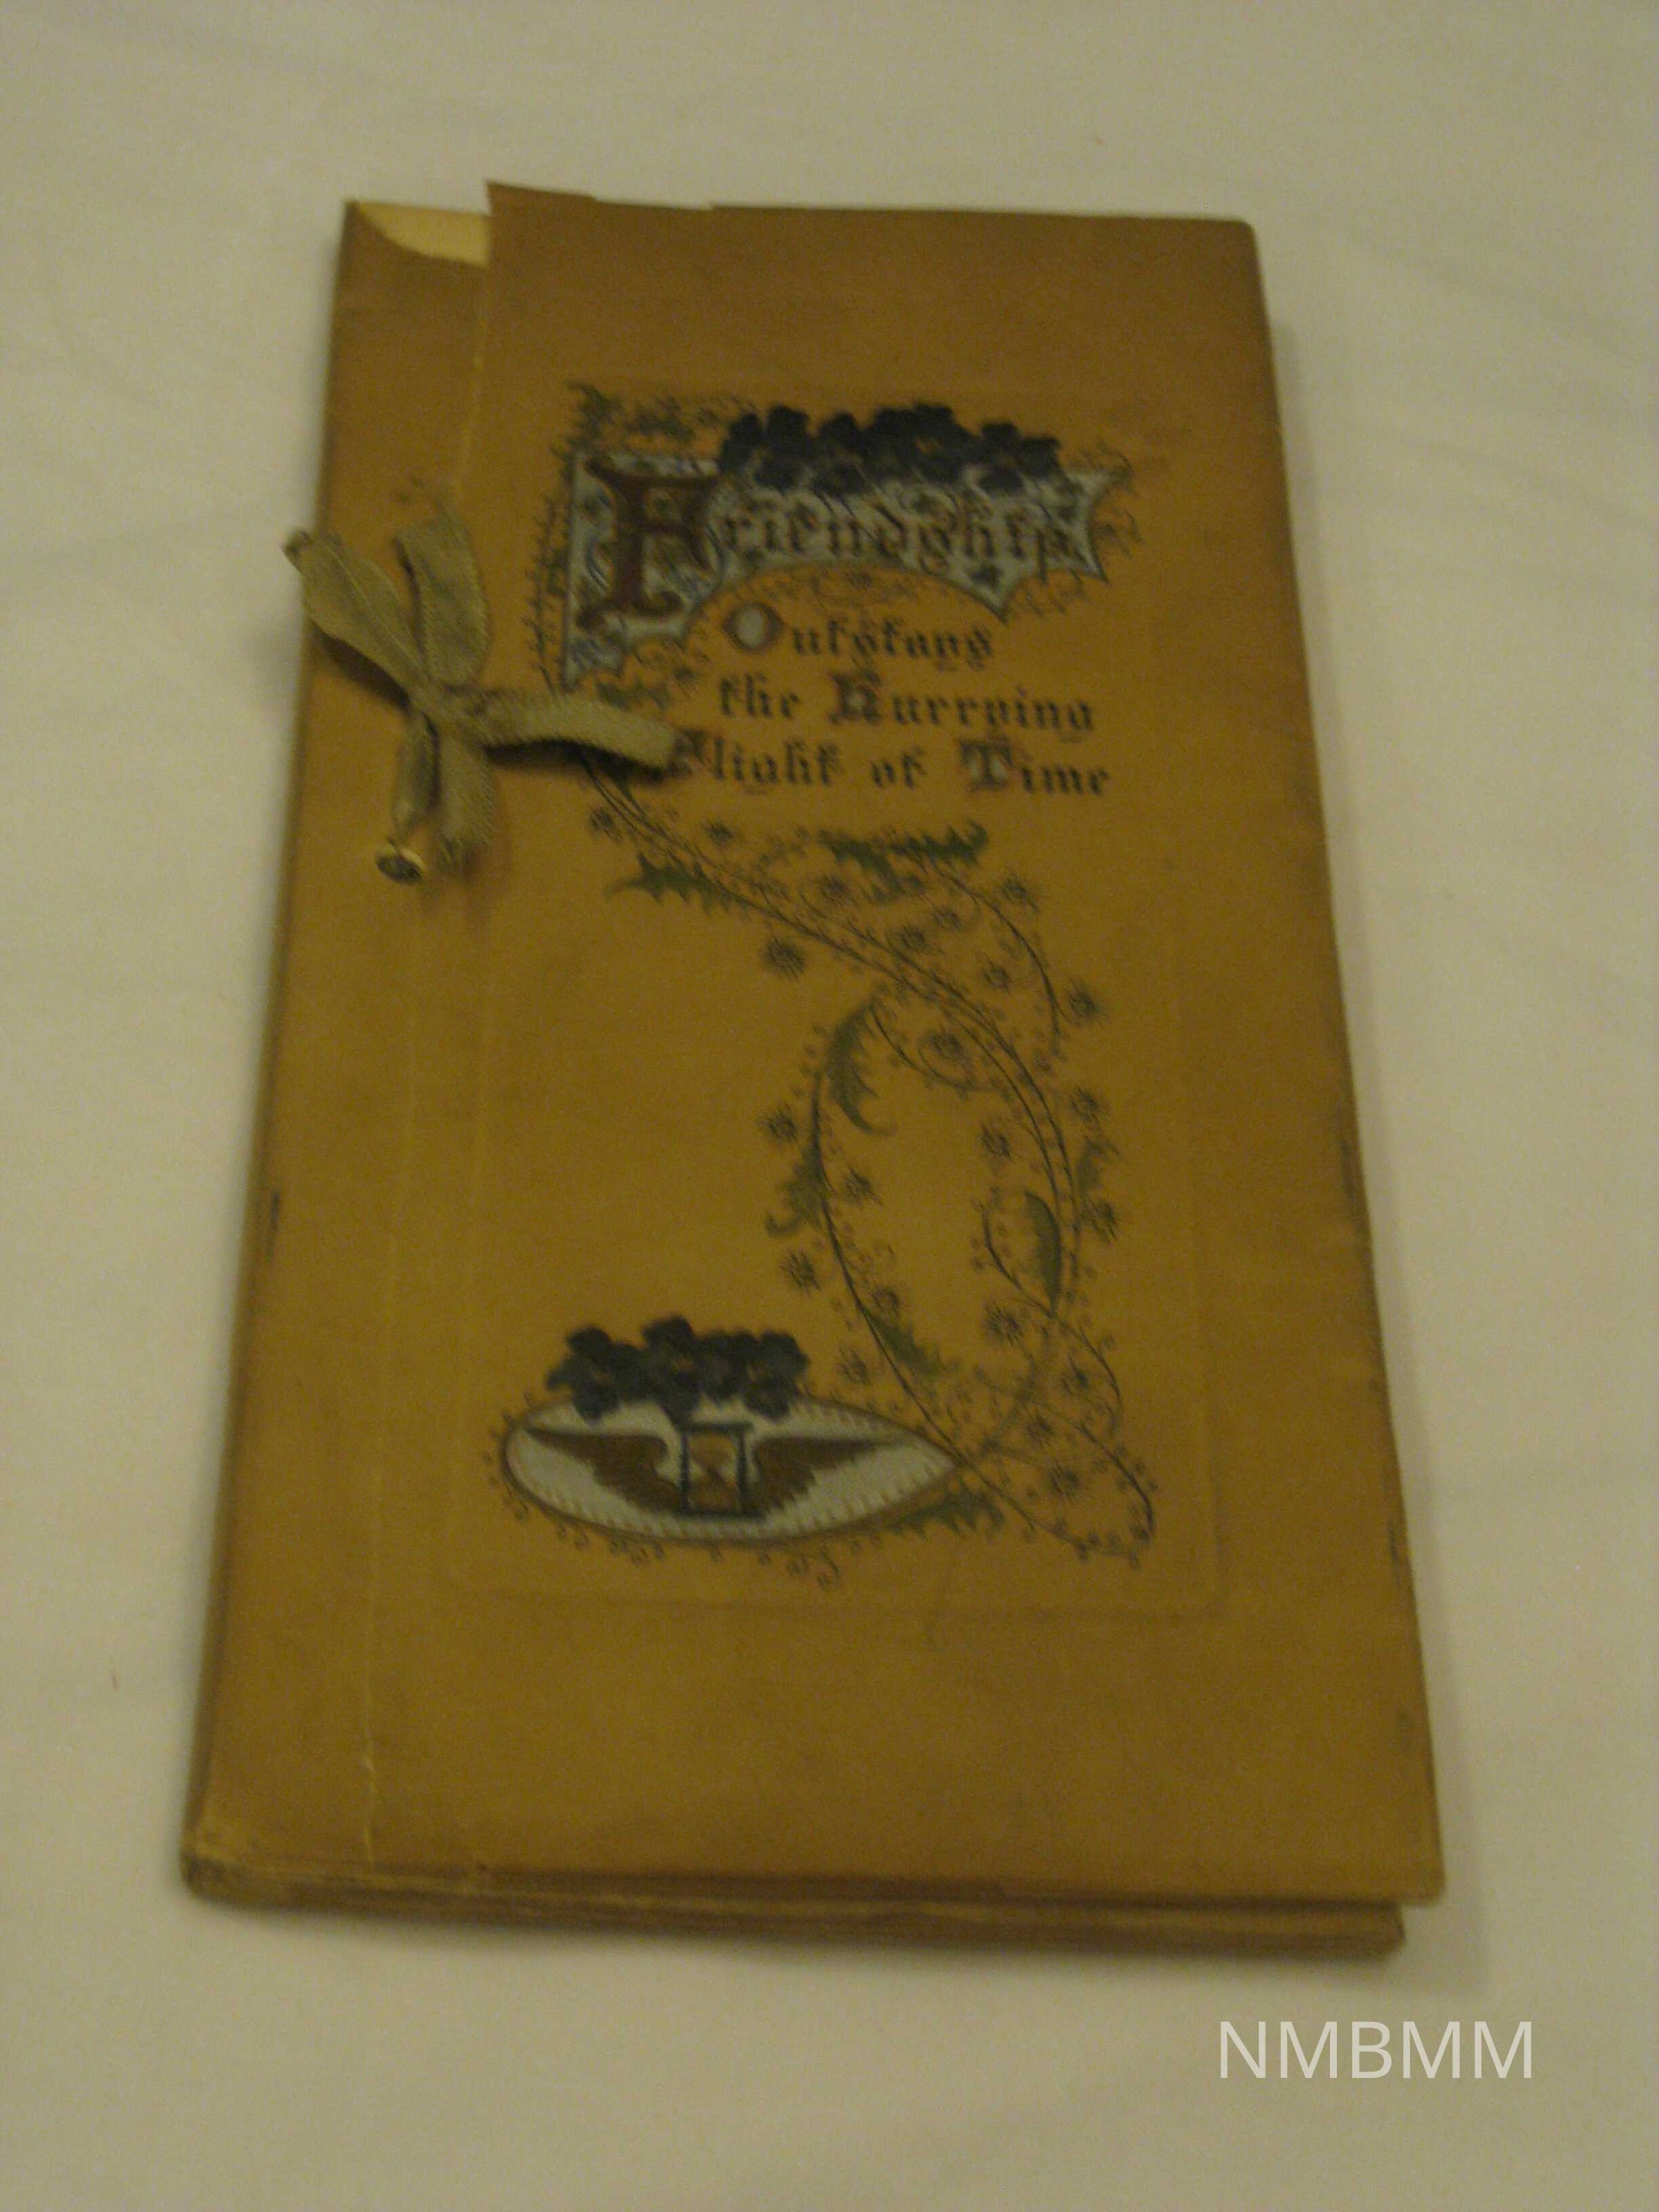 Friendship
Outstays
the Hurrying
Flight of Time
NMBMM